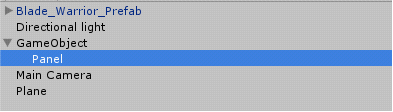 Blade_Warrior_Prefab
Directional light
GameObject
Panel
Main Camera
Plane